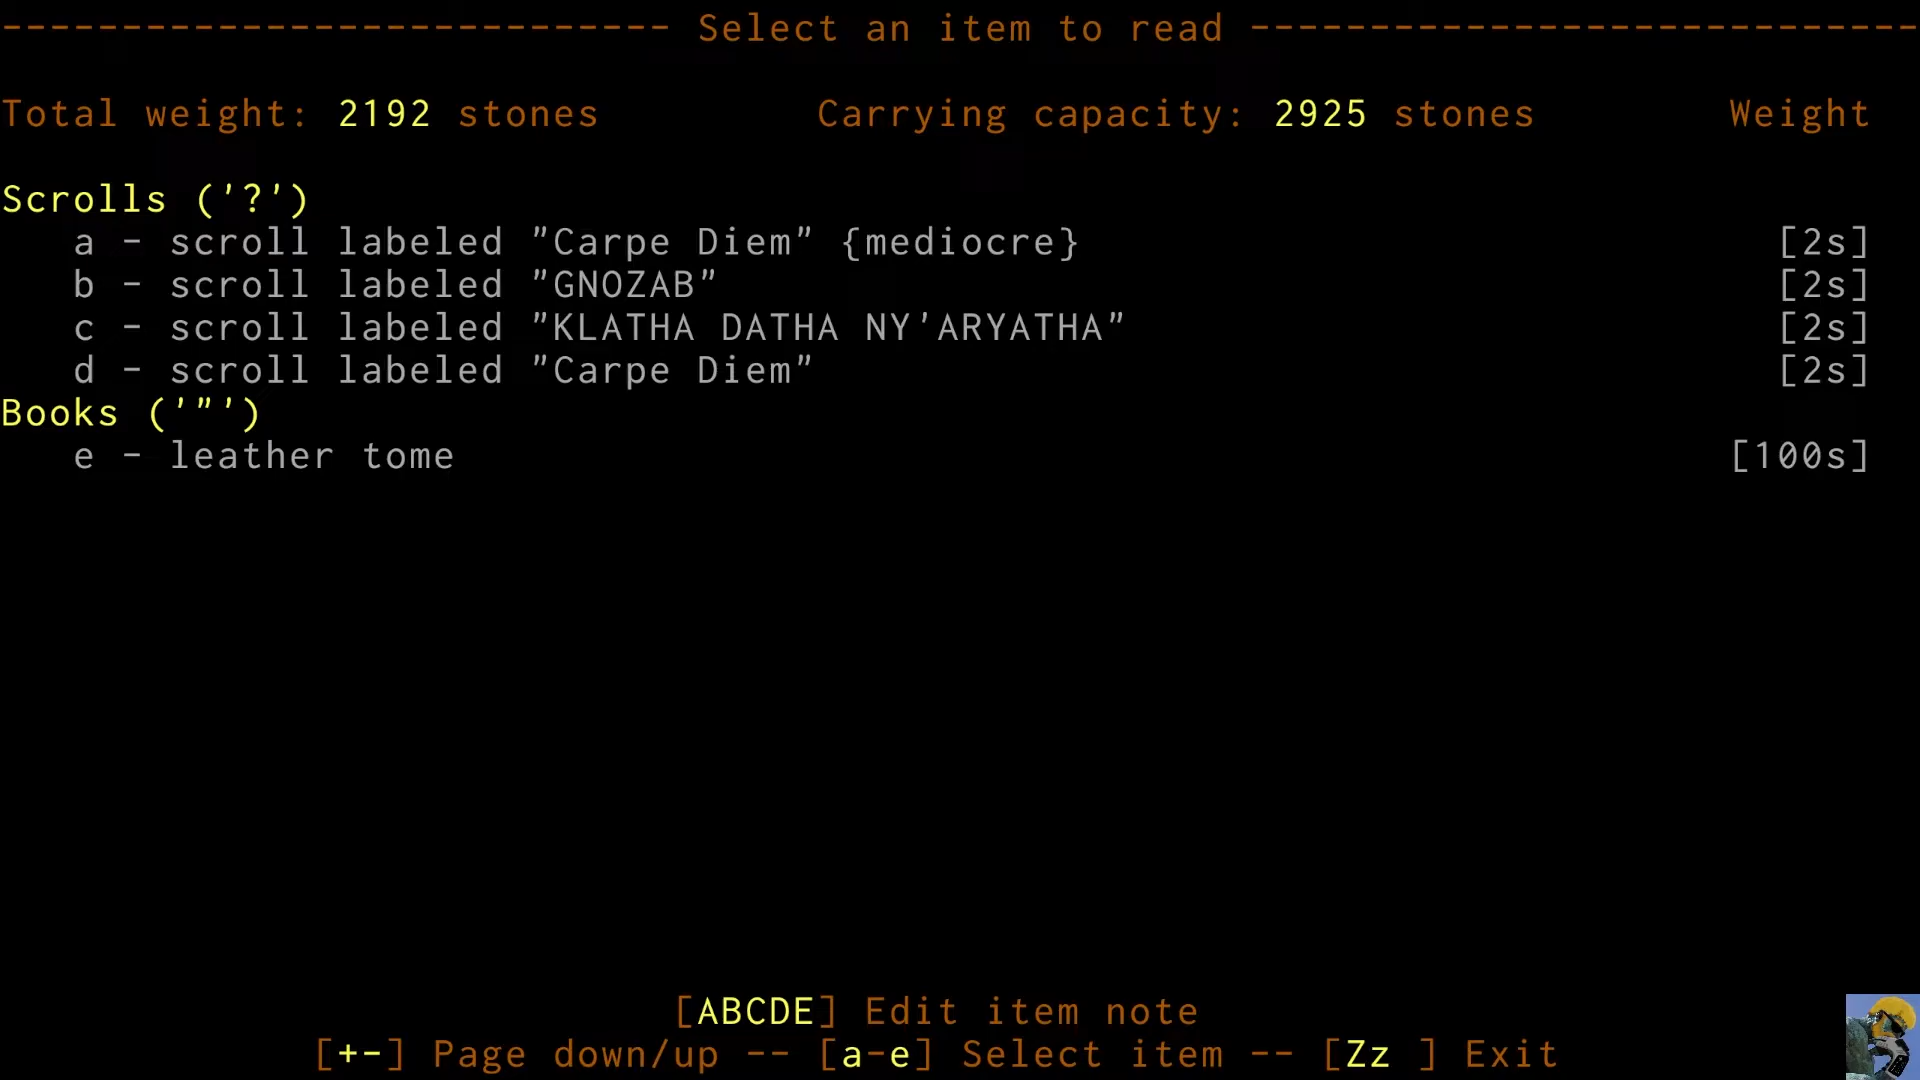 ---------------------------- Select an item to read ----------------------------
Total weight: 2192 stones Carrying capacity: 2925 stones Weight
Scrolls ('?')
a - scroll labeled "Carpe Diem" {mediocre} [2s]
b - scroll labeled "GNOZAB" [2s]
c - scroll labeled "KLATHA DATHA NY'ARYATHA" [2s]
d - scroll labeled "Carpe Diem" [2s]
Books ('"')
e - leather tome [100s]
[ABCDE] Edit item note
[+-] Page down/up -- [a-e] Select item -- [Zz ] Exit